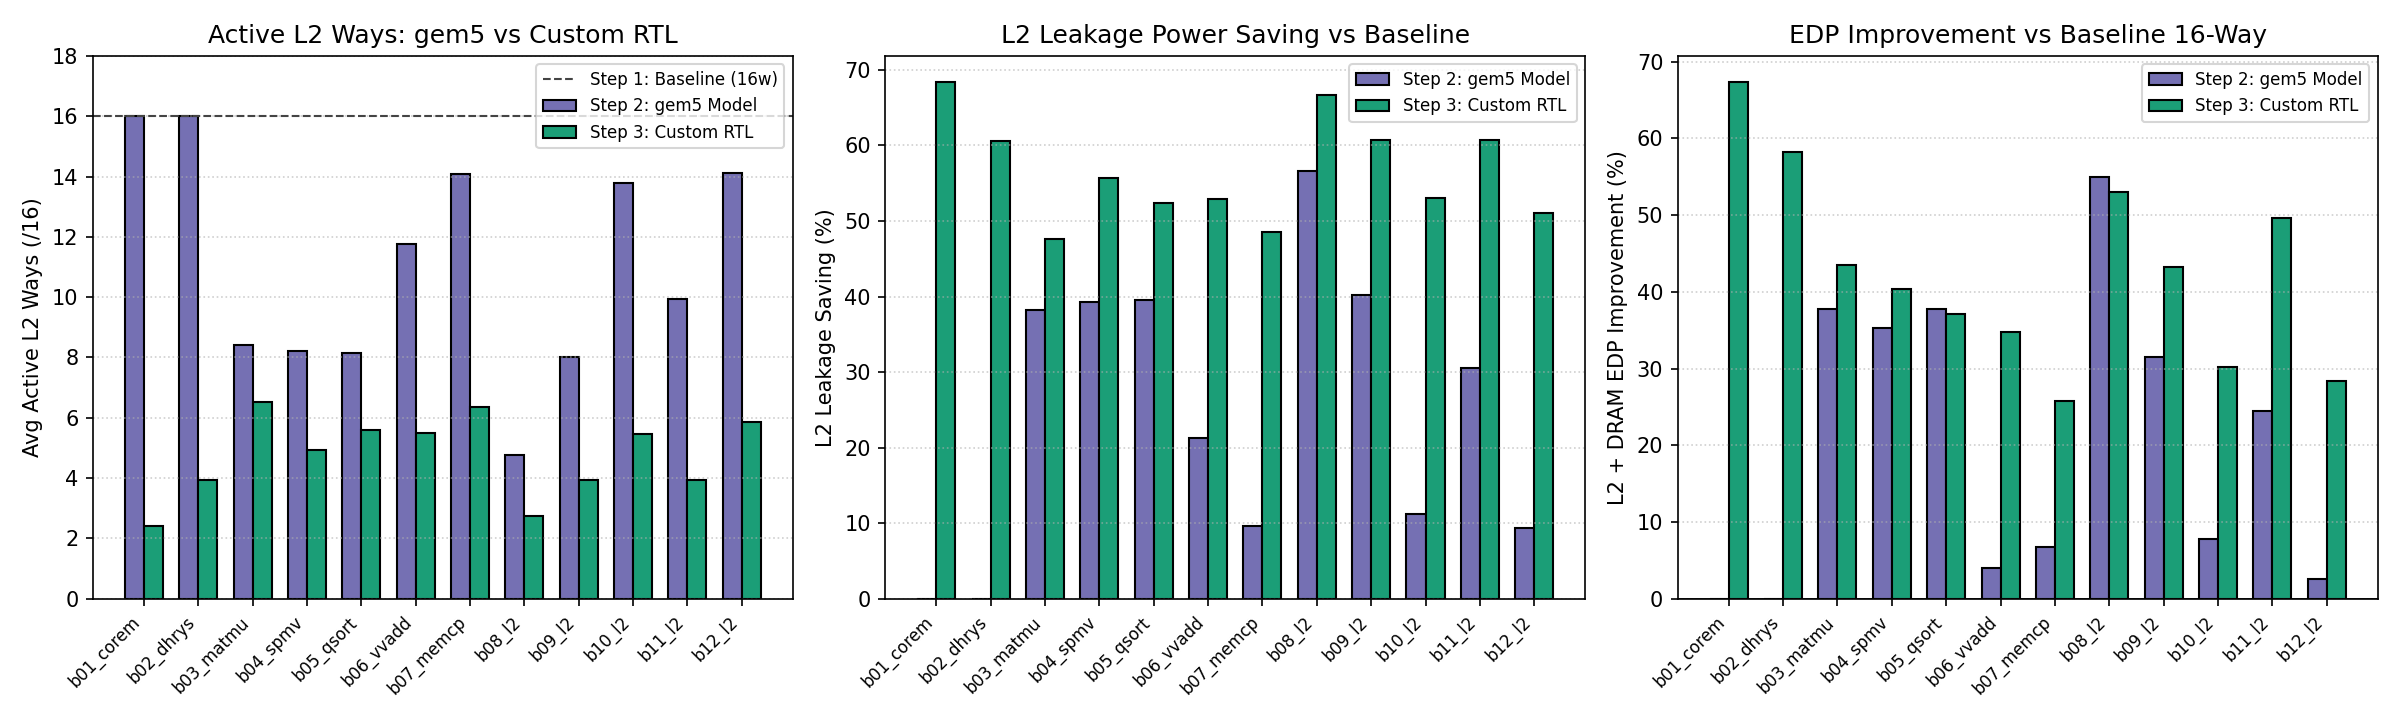 Active L2 Ways: gem5 vs Custom RTL
Avg Active L2 Ways (/16)
18
16
14
12
10
8
6
4
2
0
Step 1: Baseline (16w)
Step 2: gem5 Model
Step 3: Custom RTL
b01_corem
b02_dhrys
b03_matmu
b04_spmv
b05_qsort
b06_vvadd
b07_memcp
b08_l2
b09_l2
b10_l2
b11_l2
b12_l2
L2 Leakage Power Saving vs Baseline
L2 Leakage Saving (%)
70
60
50
40
30
20
10
0
Step 2: gem5 Model
Step 3: Custom RTL
b01_corem
b02_dhrys
b03_matmu
b04_spmv
b05_qsort
b06_vvadd
b07_memcp
b08_l2
b09_l2
b10_l2
b11_l2
b12_l2
EDP Improvement vs Baseline 16-Way
L2 + DRAM EDP Improvement (%)
70
60
50
40
30
20
10
0
Step 2: gem5 Model
Step 3: Custom RTL
b01_corem
b02_dhrys
b03_matmu
b04_spmv
b05_qsort
b06_vvadd
b07_memcp
b08_l2
b09_l2
b10_l2
b11_l2
b12_l2